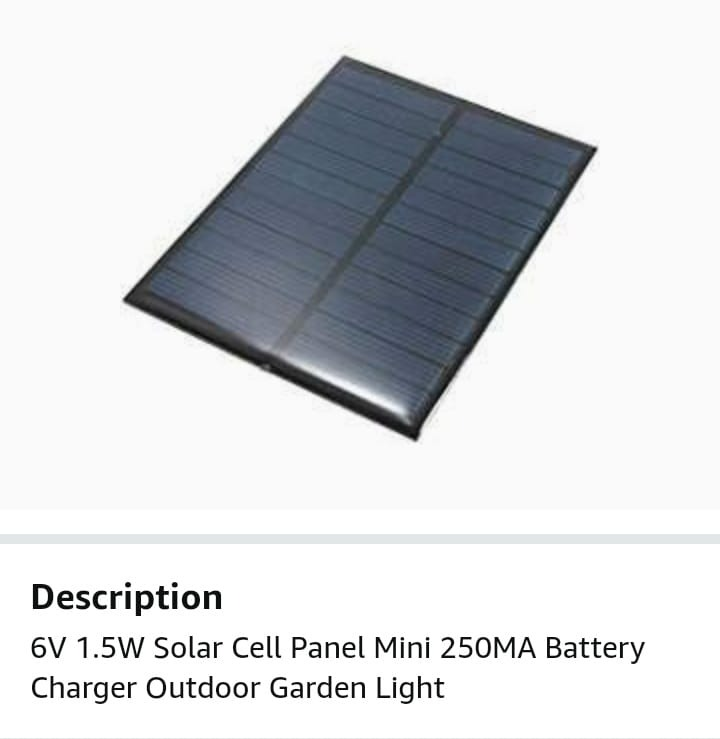 Description
6V 1.5W Solar Cell Panel Mini 250MA Battery
Charger Outdoor Garden Light